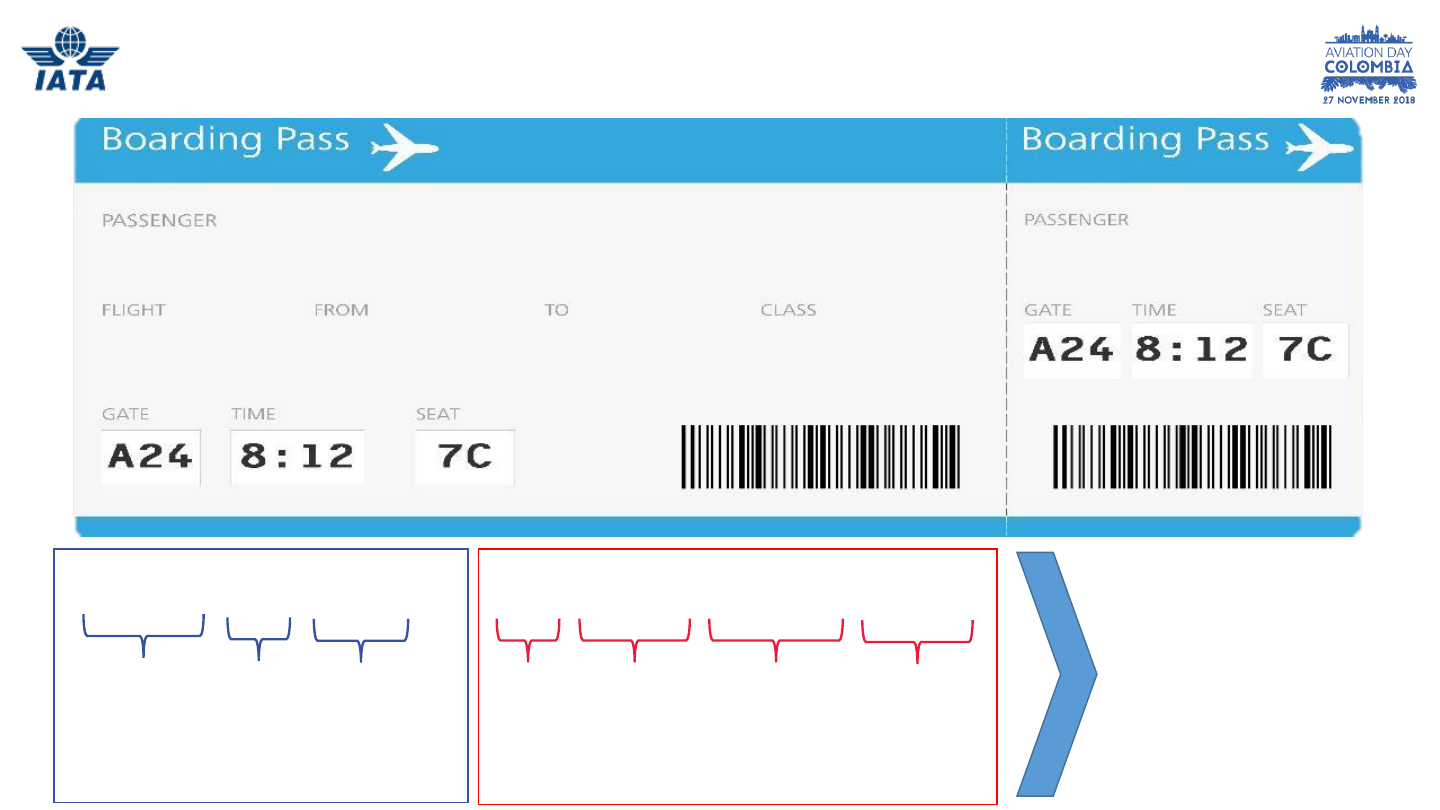 IATA
AVIATION DAY
COLOMBIA
27 NOVEMBER 2018
Boarding Pass
Boarding Pass
PASSENGER
PASSENGER
FLIGHT FROM TO CLASS
GATE TIME SEAT
A24 8:12 7C
GATE TIME SEAT
A24 8:12 7C